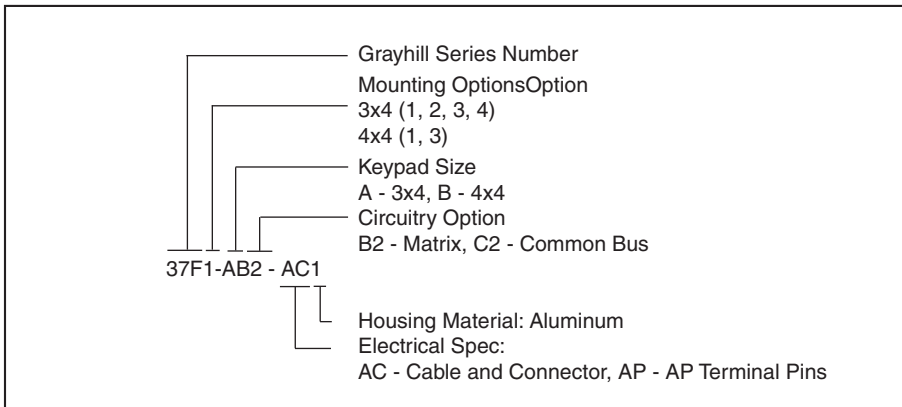 Grayhill Series Number
Mounting OptionsOption
3x4 (1, 2, 3, 4)
4x4 (1, 3)
Keypad Size
A - 3x4, B - 4x4
Circuitry Option
B2 - Matrix, C2 - Common Bus
37F1-AB2 - AC1
Housing Material: Aluminum
Electrical Spec:
AC - Cable and Connector, AP - AP Terminal Pins